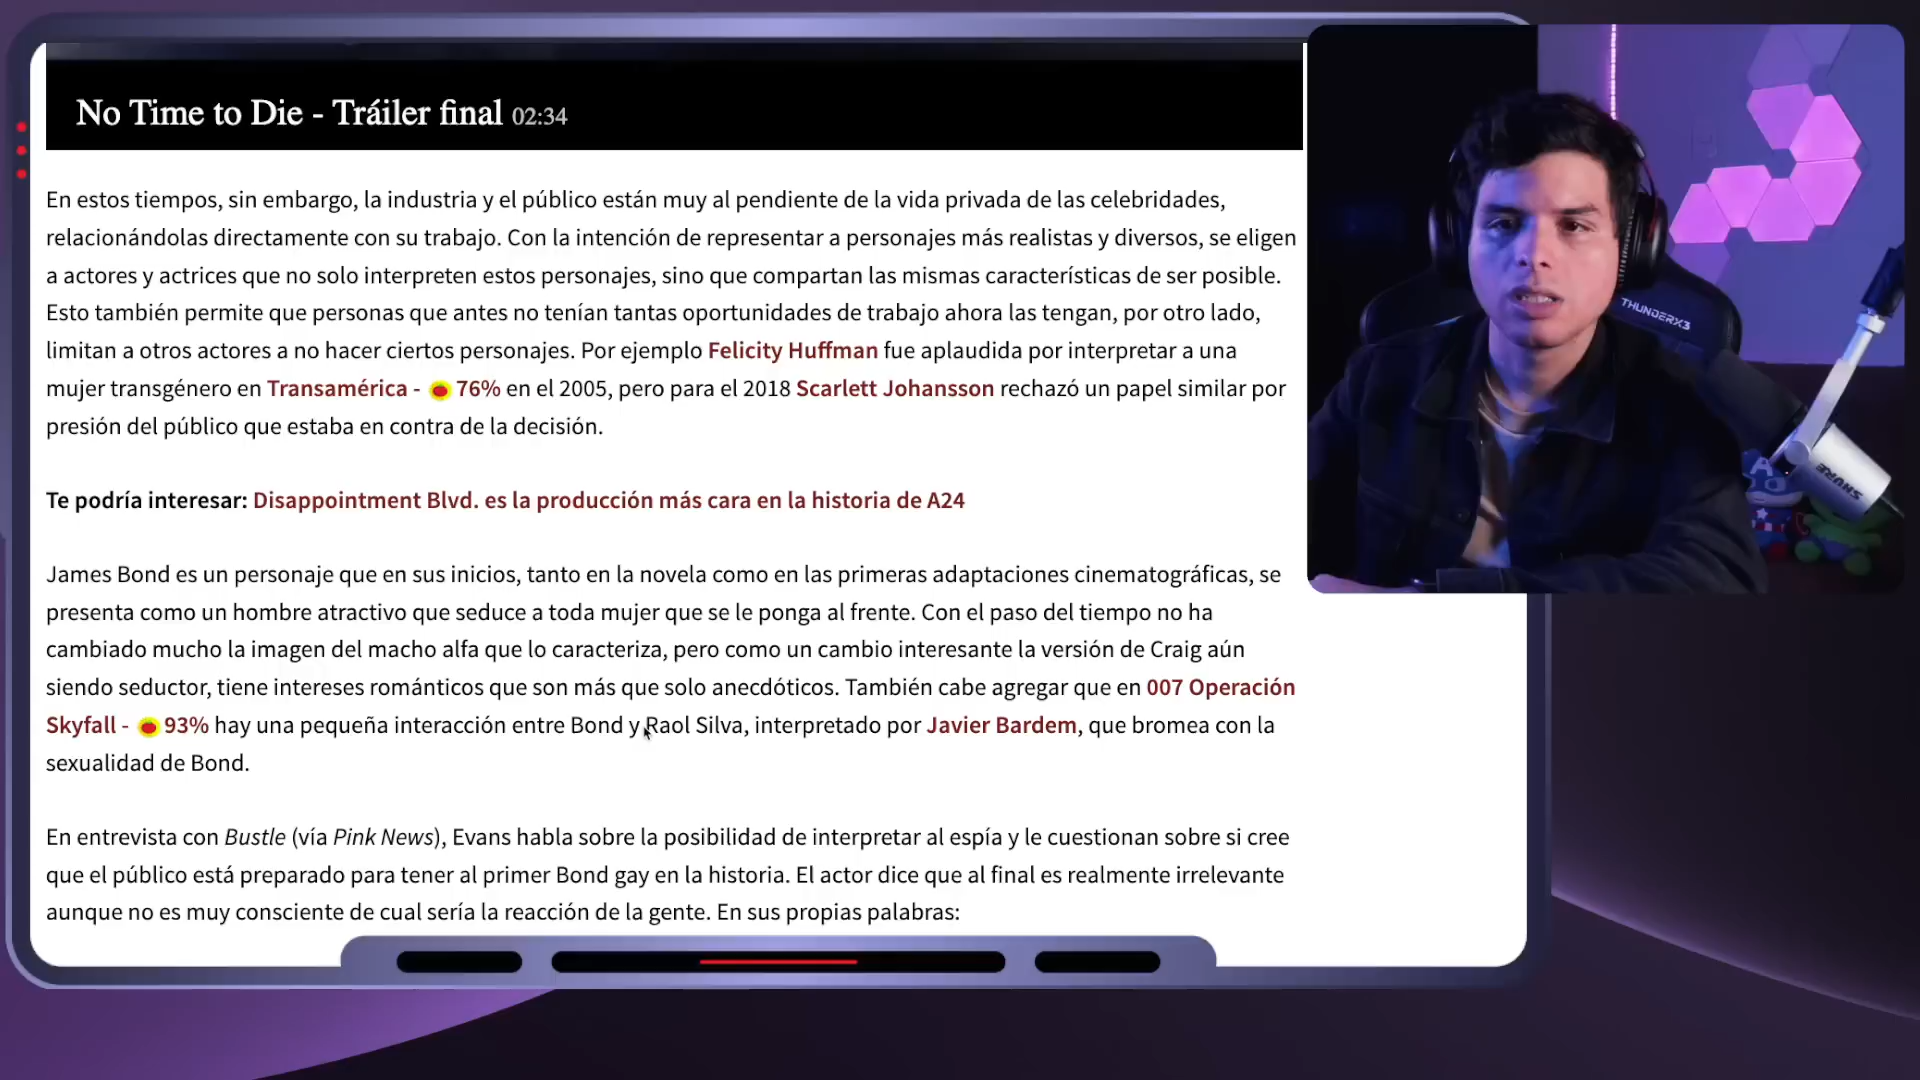 No Time to Die - Tráiler final 02:34
En estos tiempos, sin embargo, la industria y el público están muy al pendiente de la vida privada de las celebridades,
relacionándolas directamente con su trabajo. Con la intención de representar a personajes más realistas y diversos, se eligen
a actores y actrices que no solo interpreten estos personajes, sino que compartan las mismas características de ser posible.
Esto también permite que personas que antes no tenían tantas oportunidades de trabajo ahora las tengan, por otro lado,
limitan a otros actores a no hacer ciertos personajes. Por ejemplo Felicity Huffman fue aplaudida por interpretar a una
mujer transgénero en Transamérica - 76% en el 2005, pero para el 2018 Scarlett Johansson rechazó un papel similar por
presión del público que estaba en contra de la decisión.
Te podría interesar: Disappointment Blvd. es la producción más cara en la historia de A24
James Bond es un personaje que en sus inicios, tanto en la novela como en las primeras adaptaciones cinematográficas, se
presenta como un hombre atractivo que seduce a toda mujer que se le ponga al frente. Con el paso del tiempo no ha
cambiado mucho la imagen del macho alfa que lo caracteriza, pero como un cambio interesante la versión de Craig aún
siendo seductor, tiene intereses románticos que son más que solo anecdóticos. También cabe agregar que en 007 Operación
Skyfall - 93% hay una pequeña interacción entre Bond y Raol Silva, interpretado por Javier Bardem, que bromea con la
sexualidad de Bond.
En entrevista con Bustle (vía Pink News), Evans habla sobre la posibilidad de interpretar al espía y le cuestionan sobre si cree
que el público está preparado para tener al primer Bond gay en la historia. El actor dice que al final es realmente irrelevante
aunque no es muy consciente de cual sería la reacción de la gente. En sus propias palabras:
THUNDERX3
SHURE
A